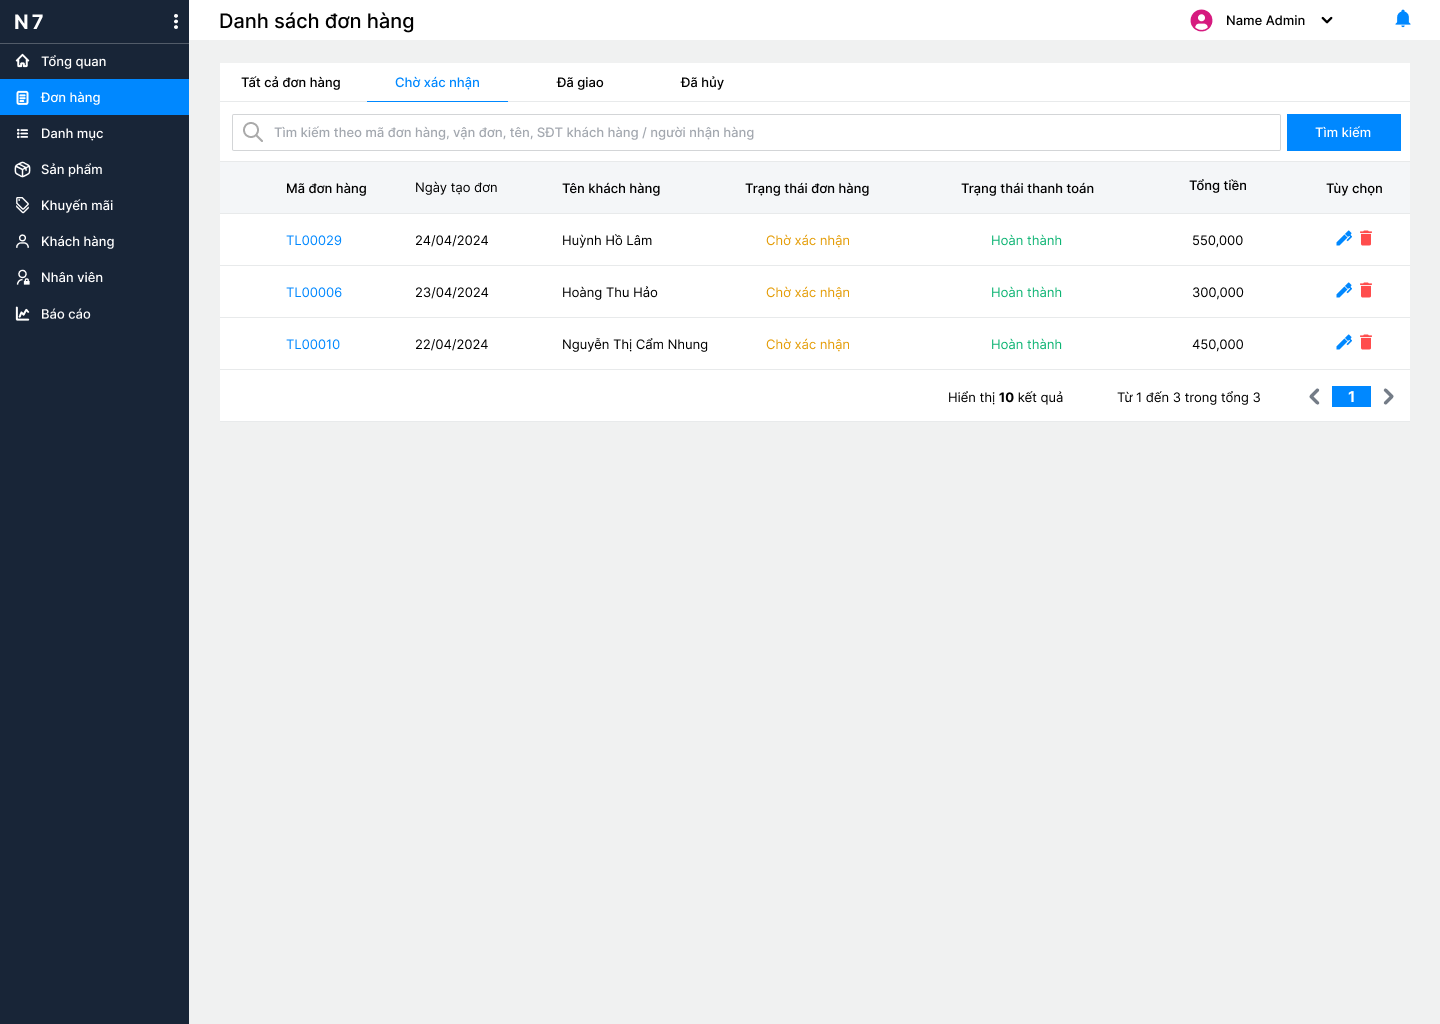 N7
Danh sách đơn hàng
Name Admin
Tổng quan
Đơn hàng
Danh mục
Sản phẩm
Khuyến mãi
Khách hàng
Nhân viên
Báo cáo
Tất cả đơn hàng Chờ xác nhận Đã giao Đã hủy
Tìm kiếm theo mã đơn hàng, vận đơn, tên, SĐT khách hàng / người nhận hàng Tìm kiếm
Mã đơn hàng Ngày tạo đơn Tên khách hàng Trạng thái đơn hàng Trạng thái thanh toán Tổng tiền Tùy chọn
TL00029 24/04/2024 Huỳnh Hồ Lâm Chờ xác nhận Hoàn thành 550,000
TL00006 23/04/2024 Hoàng Thu Hảo Chờ xác nhận Hoàn thành 300,000
TL00010 22/04/2024 Nguyễn Thị Cẩm Nhung Chờ xác nhận Hoàn thành 450,000
Hiển thị 10 kết quả Từ 1 đến 3 trong tổng 3 1